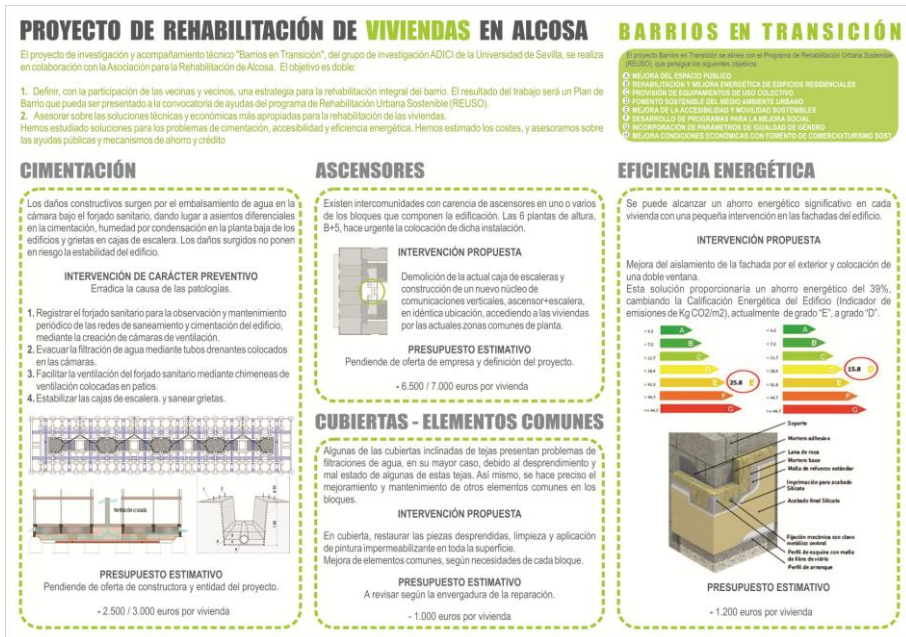 PROYECTO DE REHABILITACIÓN DE VIVIENDAS EN ALCOSA
El proyecto de investigación y acompañamiento técnico "Barrios en Transición", del grupo de investigación ADICI de la Universidad de Sevilla, se realiza
en colaboración con la Asociación para la Rehabilitación de Alcosa. El objetivo es doble:
1. Definir, con la participación de las vecinas y vecinos, una estrategia para la rehabilitación integral del barrio. El resultado del trabajo será un Plan de
Barrio que pueda ser presentado a la convocatoria de ayudas del programa de Rehabilitación Urbana Sostenible (REUSO).
2. Asesorar sobre las soluciones técnicas y económicas más apropiadas para la rehabilitación de las viviendas.
Hemos estudiado soluciones para los problemas de cimentación, accesibilidad y eficiencia energética. Hemos estimado los costes, y asesoramos sobre
las ayudas públicas y mecanismos de ahorro y crédito
BARRIOS EN TRANSICIÓN
El proyecto Barrios en Transición se alinea con el Programa de Rehabilitación Urbana Sostenible
(REUSO), que persigue los siguientes objetivos:
A MEJORA DEL ESPACIO PÚBLICO
B REHABILITACIÓN Y MEJORA ENERGÉTICA DE EDIFICIOS RESIDENCIALES
C PROVISIÓN DE EQUIPAMENTOS DE USO COLECTIVO
D FOMENTO SOSTENIBLE DEL MEDIO AMBIENTE URBANO
E MEJORA DE LA ACCESIBILIDAD Y MOVILIDAD SOSTENIBLES
F DESARROLLO DE PROGRAMAS PARA LA MEJORA SOCIAL
G INCORPORACIÓN DE PARÁMETROS DE IGUALDAD DE GÉNERO
H MEJORA CONDICIONES ECONÓMICAS CON FOMENTO DE COMERCIO/TURISMO SOST.
CIMENTACIÓN
Los daños constructivos surgen por el embalsamiento de agua en la
cámara bajo el forjado sanitario, dando lugar a asientos diferenciales
en la cimentación, humedad por condensación en la planta baja de los
edificios y grietas en cajas de escalera. Los daños surgidos no ponen
en riesgo la estabilidad del edificio.
INTERVENCIÓN DE CARÁCTER PREVENTIVO
Erradica la causa de las patologías.
1. Registrar el forjado sanitario para la observación y mantenimiento
periódico de las redes de saneamiento y cimentación del edificio,
mediante la creación de cámaras de ventilación.
2. Evacuar la filtración de agua mediante tubos drenantes colocados
en las cámaras.
3. Facilitar la ventilación del forjado sanitario mediante chimeneas de
ventilación colocadas en patios.
4. Estabilizar las cajas de escalera. y sanear grietas.
Ventilación cruzada
PRESUPUESTO ESTIMATIVO
Pendiende de oferta de constructora y entidad del proyecto.
- 2.500 / 3.000 euros por vivienda
ASCENSORES
Existen intercomunidades con carencia de ascensores en uno o varios
de los bloques que componen la edificación. Las 6 plantas de altura,
B+5, hace urgente la colocación de dicha instalación.
INTERVENCIÓN PROPUESTA
Demolición de la actual caja de escaleras y
construcción de un nuevo núcleo de
comunicaciones verticales, ascensor+escalera,
en idéntica ubicación, accediendo a las viviendas
por las actuales zonas comunes de planta.
PRESUPUESTO ESTIMATIVO
Pendiende de oferta de empresa y definición del proyecto.
- 6.500 / 7.000 euros por vivienda
CUBIERTAS - ELEMENTOS COMUNES
Algunas de las cubiertas inclinadas de tejas presentan problemas de
filtraciones de agua, en su mayor caso, debido al desprendimiento y
mal estado de algunas de estas tejas. Así mismo, se hace preciso el
mejoramiento y mantenimiento de otros elementos comunes en los
bloques.
INTERVENCIÓN PROPUESTA
En cubierta, restaurar las piezas desprendidas, limpieza y aplicación
de pintura impermeabilizante en toda la superficie.
Mejora de elementos comunes, según necesidades de cada bloque.
PRESUPUESTO ESTIMATIVO
A revisar según la envergadura de la reparación.
- 1.000 euros por vivienda
EFICIENCIA ENERGÉTICA
Se puede alcanzar un ahorro energético significativo en cada
vivienda con una pequeña intervención en las fachadas del edificio.
INTERVENCIÓN PROPUESTA
Mejora del aislamiento de la fachada por el exterior y colocación de
una doble ventana.
Esta solución proporcionaría un ahorro energético del 39%,
cambiando la Calificación Energética del Edificio (Indicador de
emisiones de Kg CO2/m2), actualmente de grado "E", a grado "D".
A
B
C
D
E
F
G
25.8 E
A
B
C
D
E
F
G
15.8 D
Soporte
Mortero adhesivo
Lana de roca
Mortero base
Malla de refuerzo estándar
Imprimación para acabado
Silicato
Acabado final Silicato
Fijación mecánica con clavo
metálico central
Perfil de esquina con malla
de fibra de vidrio
Perfil de arranque
PRESUPUESTO ESTIMATIVO
- 1.200 euros por vivienda